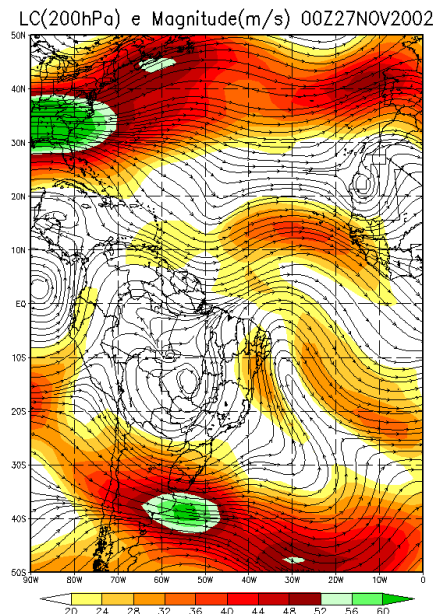 LC(200hPa) e Magnitude(m/s) 00Z27NOV2002
50N
40N
30N
20N
10N
EQ
10S
20S
30S
40S
50S
90W 80W 70W 60W 50W 40W 30W 20W 10W 0
20 24 28 32 36 40 44 48 52 56 60